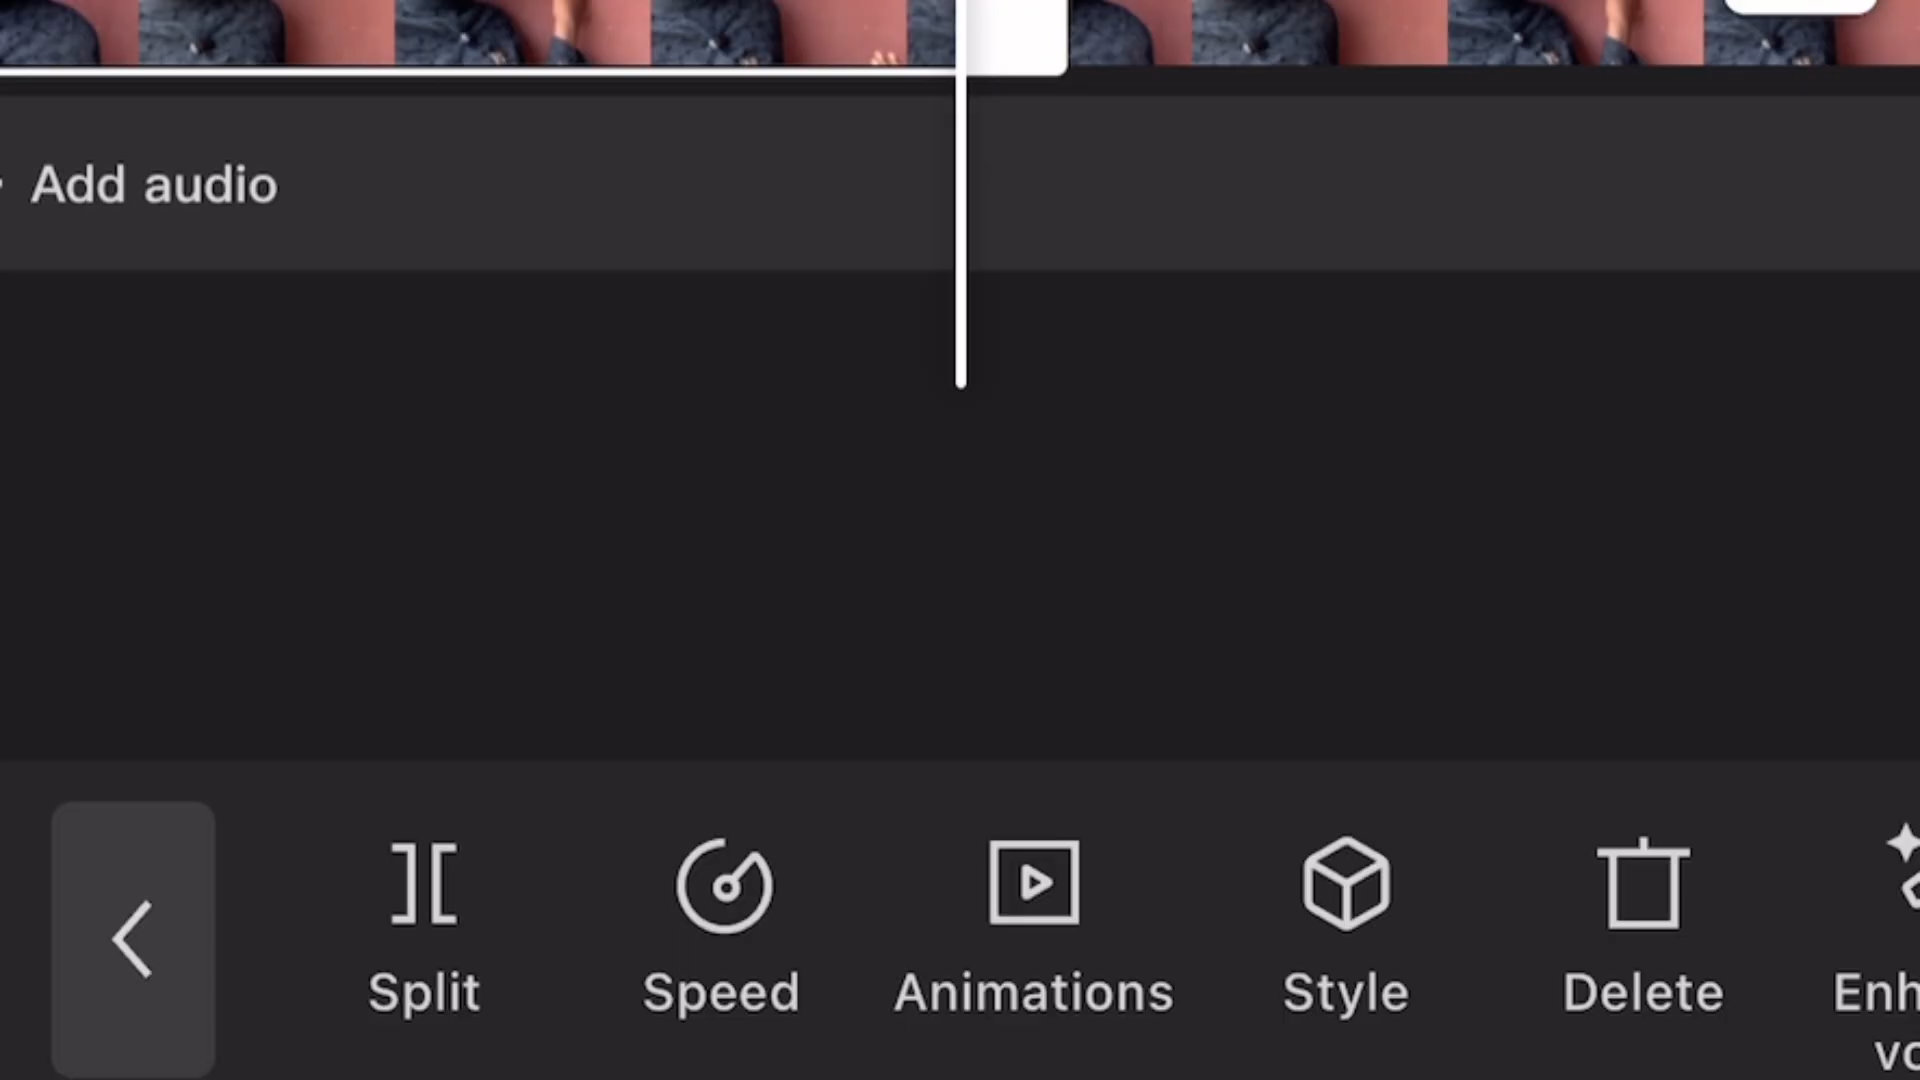 Add audio
Split
Speed
Animations
Style
Delete